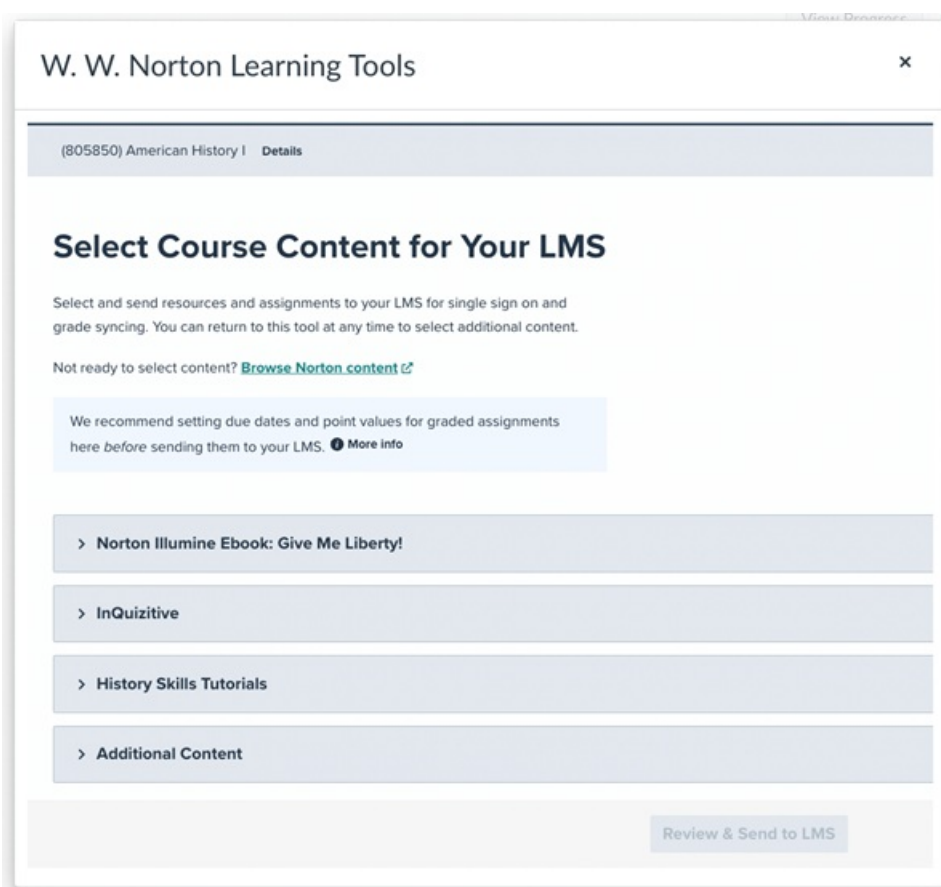 View Progress
W. W. Norton Learning Tools
×
(805850) American History I Details
Select Course Content for Your LMS
Select and send resources and assignments to your LMS for single sign on and
grade syncing. You can return to this tool at any time to select additional content.
Not ready to select content? Browse Norton content
We recommend setting due dates and point values for graded assignments
here before sending them to your LMS. More info
Norton Illumine Ebook: Give Me Liberty!
InQuizitive
History Skills Tutorials
Additional Content
Review & Send to LMS